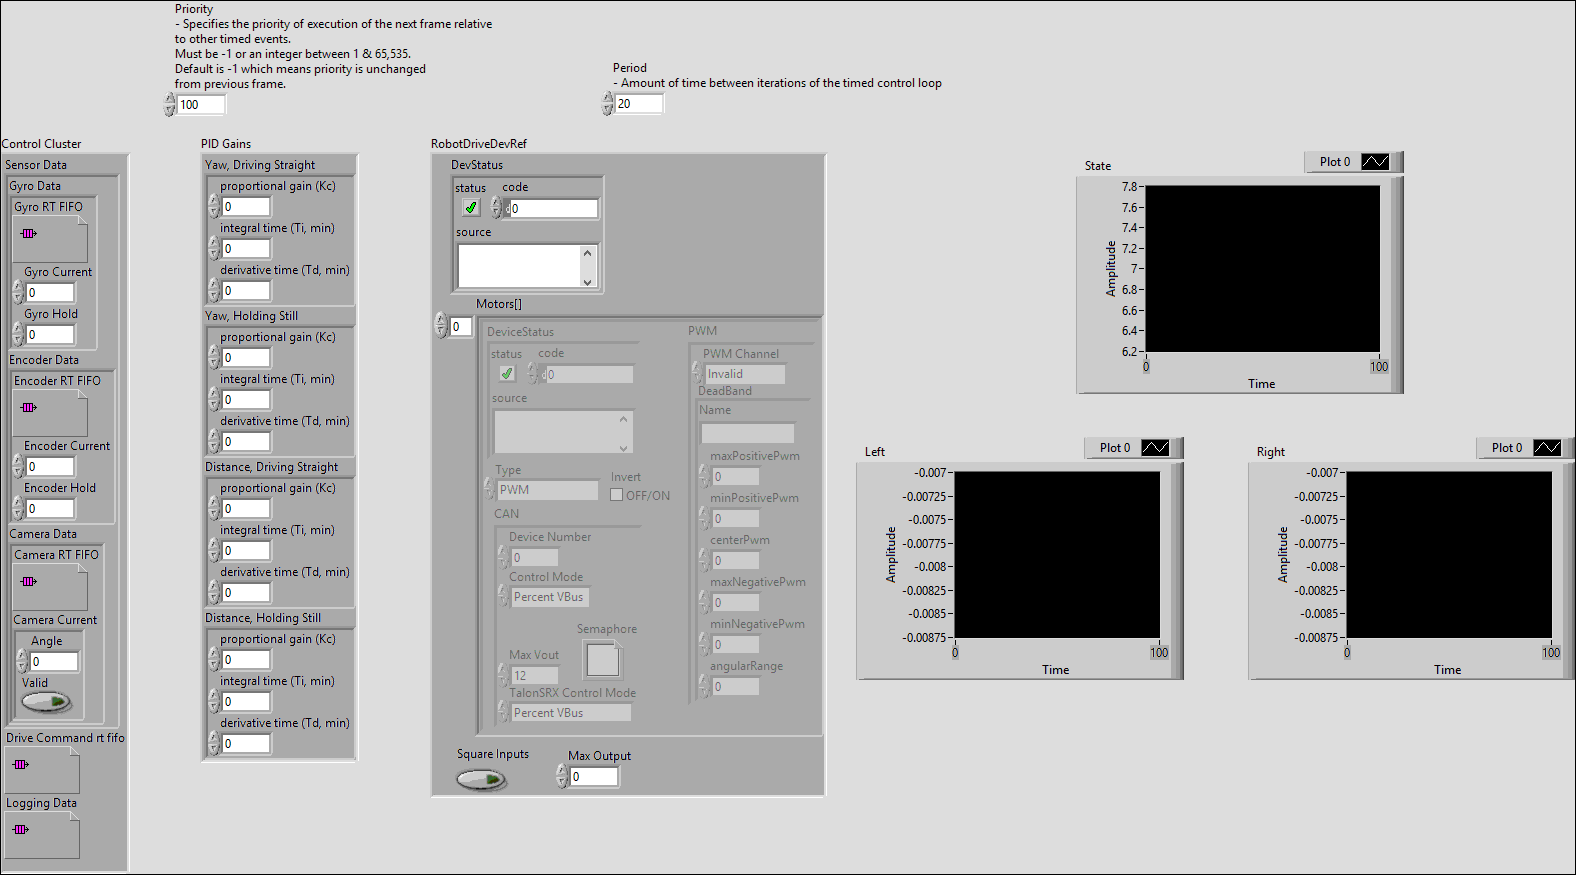 Priority
- Specifies the priority of execution of the next frame relative
to other timed events.
Must be -1 or an integer between 1 & 65,535.
Default is -1 which means priority is unchanged
from previous frame.
100
Period
- Amount of time between iterations of the timed control loop
20
Control Cluster
Sensor Data
Gyro Data
Gyro RT FIFO
Gyro Current
0
Gyro Hold
0
Encoder Data
Encoder RT FIFO
Encoder Current
0
Encoder Hold
0
Camera Data
Camera RT FIFO
Camera Current
Angle
0
Valid
Drive Command rt fifo
Logging Data
PID Gains
Yaw, Driving Straight
proportional gain (Kc)
0
integral time (Ti, min)
0
derivative time (Td, min)
0
Yaw, Holding Still
proportional gain (Kc)
0
integral time (Ti, min)
0
derivative time (Td, min)
0
Distance, Driving Straight
proportional gain (Kc)
0
integral time (Ti, min)
0
derivative time (Td, min)
0
Distance, Holding Still
proportional gain (Kc)
0
integral time (Ti, min)
0
derivative time (Td, min)
0
RobotDriveDevRef
DevStatus
status code
d 0
source
Motors[]
0
DeviceStatus
status code
d 0
source
Type
PWM
Invert
OFF/ON
CAN
Device Number
0
Control Mode
Percent VBus
Semaphore
Max Vout
12
TalonSRX Control Mode
Percent VBus
PWM
PWM Channel
Invalid
DeadBand
Name
maxPositivePwm
0
minPositivePwm
0
centerPwm
0
maxNegativePwm
0
minNegativePwm
0
angularRange
0
Square Inputs
Max Output
0
State
Plot 0
Amplitude
7.8
7.6
7.4
7.2
7
6.8
6.6
6.4
6.2
0 100
Time
Left
Plot 0
Amplitude
-0.007
-0.00725
-0.0075
-0.00775
-0.008
-0.00825
-0.0085
-0.00875
0 100
Time
Right
Plot 0
Amplitude
-0.007
-0.00725
-0.0075
-0.00775
-0.008
-0.00825
-0.0085
-0.00875
0 100
Time